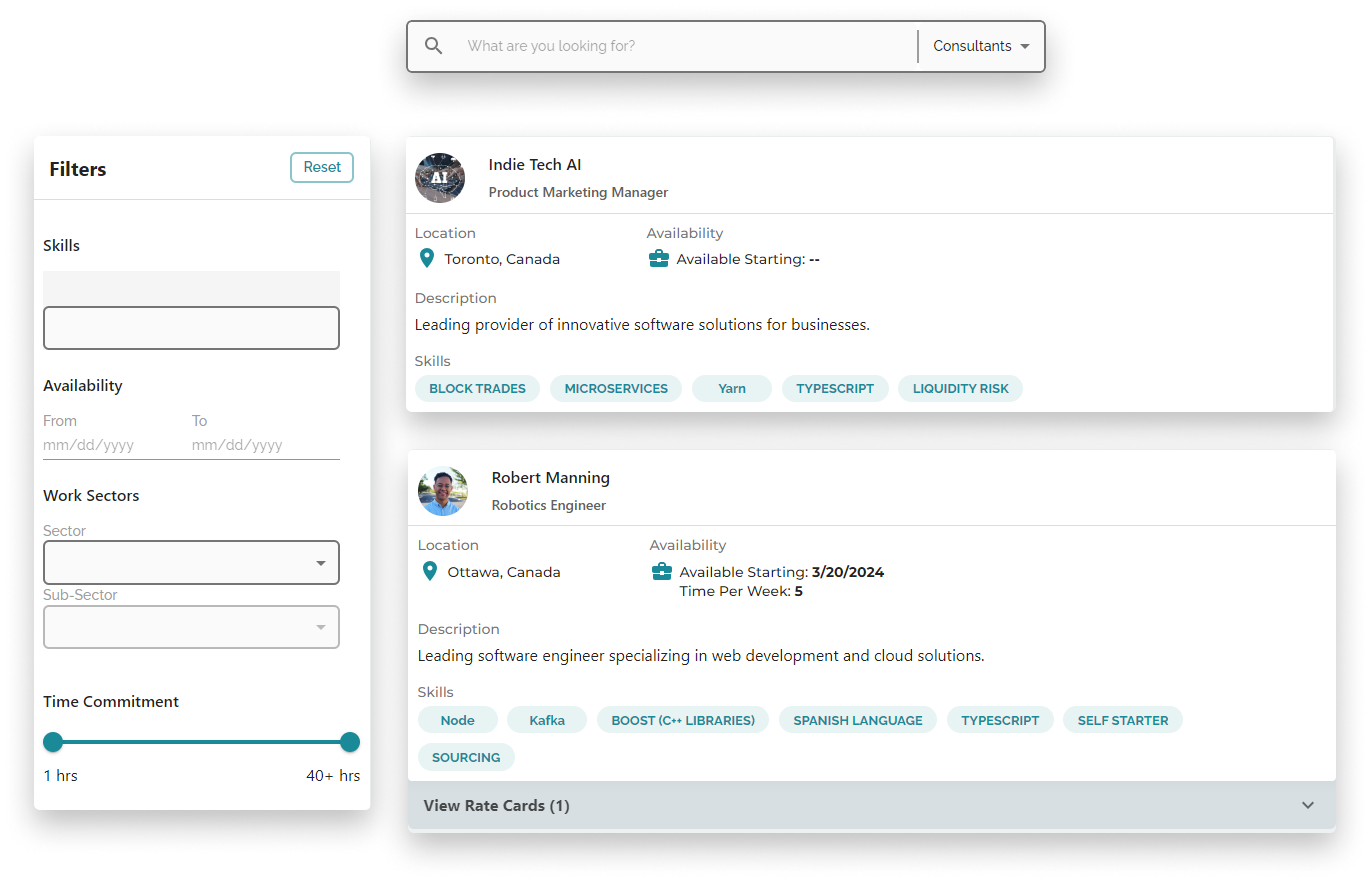 What are you looking for?
Consultants
Filters
Reset
Skills
Availability
From To
mm/dd/yyyy mm/dd/yyyy
Work Sectors
Sector
Sub-Sector
Time Commitment
1 hrs 40+ hrs
AI
Indie Tech AI
Product Marketing Manager
Location Availability
Toronto, Canada Available Starting: --
Description
Leading provider of innovative software solutions for businesses.
Skills
BLOCK TRADES MICROSERVICES Yarn TYPESCRIPT LIQUIDITY RISK
Robert Manning
Robotics Engineer
Location Availability
Ottawa, Canada Available Starting: 3/20/2024
Time Per Week: 5
Description
Leading software engineer specializing in web development and cloud solutions.
Skills
Node Kafka BOOST (C++ LIBRARIES) SPANISH LANGUAGE TYPESCRIPT SELF STARTER
SOURCING
View Rate Cards (1)